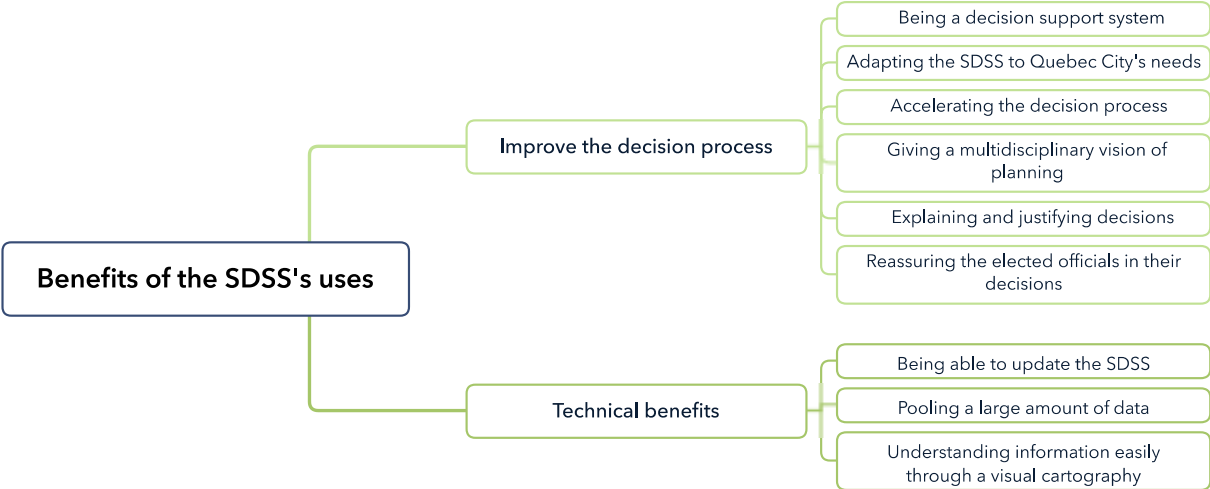 Benefits of the SDSS's uses
Improve the decision process
Being a decision support system
Adapting the SDSS to Quebec City's needs
Accelerating the decision process
Giving a multidisciplinary vision of
planning
Explaining and justifying decisions
Reassuring the elected officials in their
decisions
Technical benefits
Being able to update the SDSS
Pooling a large amount of data
Understanding information easily
through a visual cartography